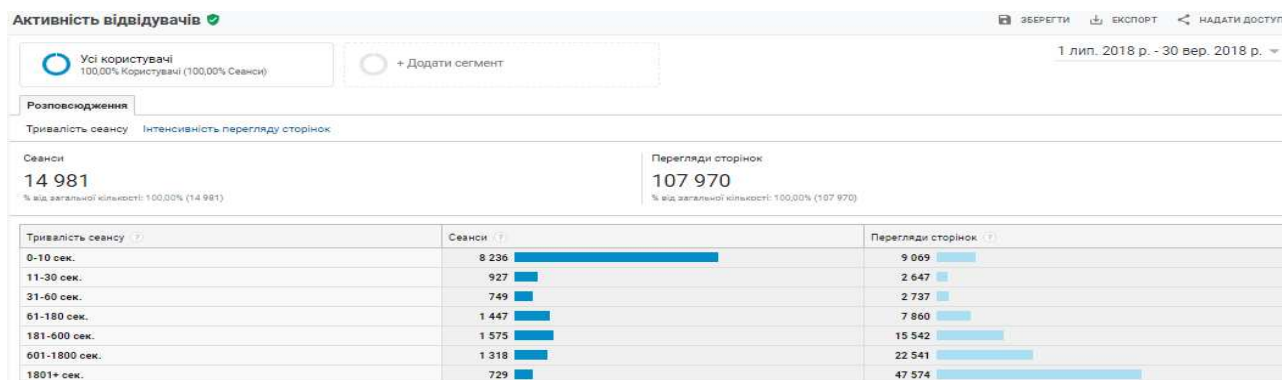 Активність відвідувачів
ЗБЕРЕГТИ ЕКСПОРТ НАДАТИ ДОСТУП
Усі користувачі
100,00% Користувачі (100,00% Сеанси)
+ Додати сегмент
1 лип. 2018 р. - 30 вер. 2018 р.
Розповсюдження
Тривалість сеансу Інтенсивність перегляду сторінок
Сеанси Перегляди сторінок
14 981 107 970
% від загальної кількості: 100,00% (14 981) % від загальної кількості: 100,00% (107 970)
Тривалість сеансу ? Сеанси ? Перегляди сторінок ?
0-10 сек. 8 236 9 069
11-30 сек. 927 2 647
31-60 сек. 749 2 737
61-180 сек. 1 447 7 860
181-600 сек. 1 575 15 542
601-1800 сек. 1 318 22 541
1801+ сек. 729 47 574